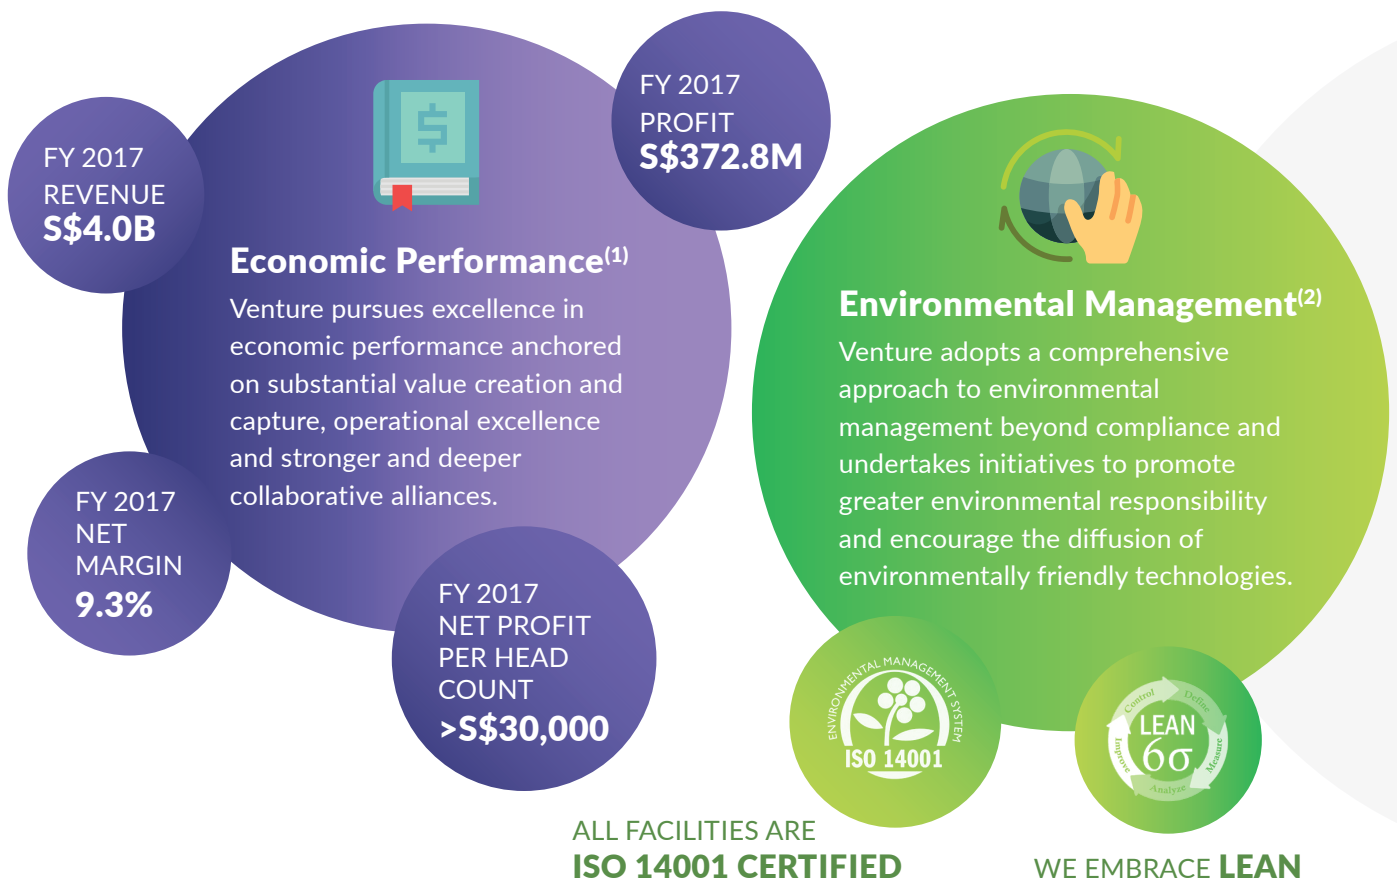 FY 2017
REVENUE
S$4.0B
FY 2017
PROFIT
S$372.8M
Economic Performance(1)
Venture pursues excellence in
economic performance anchored
on substantial value creation and
capture, operational excellence
and stronger and deeper
collaborative alliances.
FY 2017
NET
MARGIN
9.3%
FY 2017
NET PROFIT
PER HEAD
COUNT
>S$30,000
Environmental Management(2)
Venture adopts a comprehensive
approach to environmental
management beyond compliance and
undertakes initiatives to promote
greater environmental responsibility
and encourage the diffusion of
environmentally friendly technologies.
ENVIRONMENTAL MANAGEMENT SYSTEM
ISO 14001
ALL FACILITIES ARE
ISO 14001 CERTIFIED
Control
Define
Measure
Analyze
Improve
LEAN
6σ
WE EMBRACE LEAN